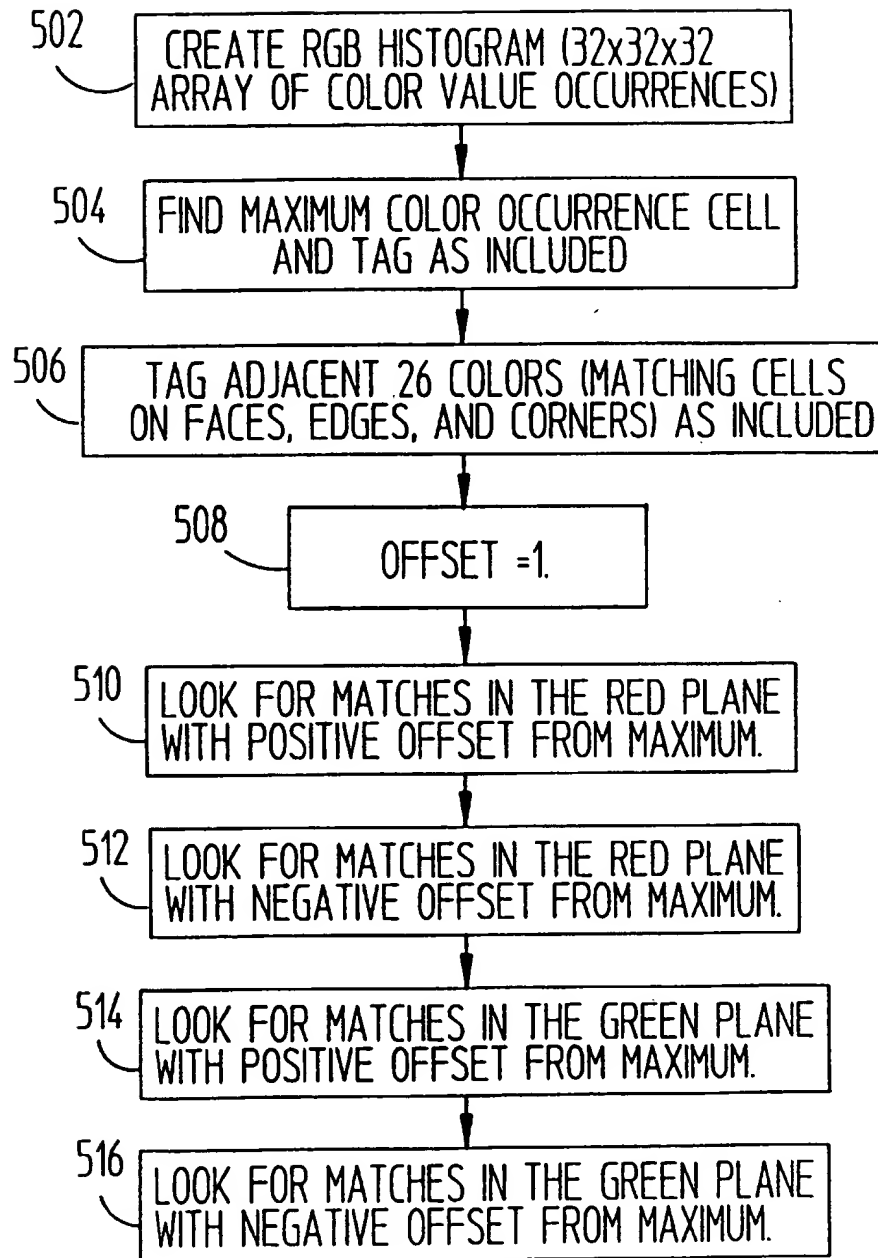 502
CREATE RGB HISTOGRAM (32x32x32
ARRAY OF COLOR VALUE OCCURRENCES)
504
FIND MAXIMUM COLOR OCCURRENCE CELL
AND TAG AS INCLUDED
506
TAG ADJACENT 26 COLORS (MATCHING CELLS
ON FACES, EDGES, AND CORNERS) AS INCLUDED
508
OFFSET =1.
510
LOOK FOR MATCHES IN THE RED PLANE
WITH POSITIVE OFFSET FROM MAXIMUM.
512
LOOK FOR MATCHES IN THE RED PLANE
WITH NEGATIVE OFFSET FROM MAXIMUM.
514
LOOK FOR MATCHES IN THE GREEN PLANE
WITH POSITIVE OFFSET FROM MAXIMUM.
516
LOOK FOR MATCHES IN THE GREEN PLANE
WITH NEGATIVE OFFSET FROM MAXIMUM.